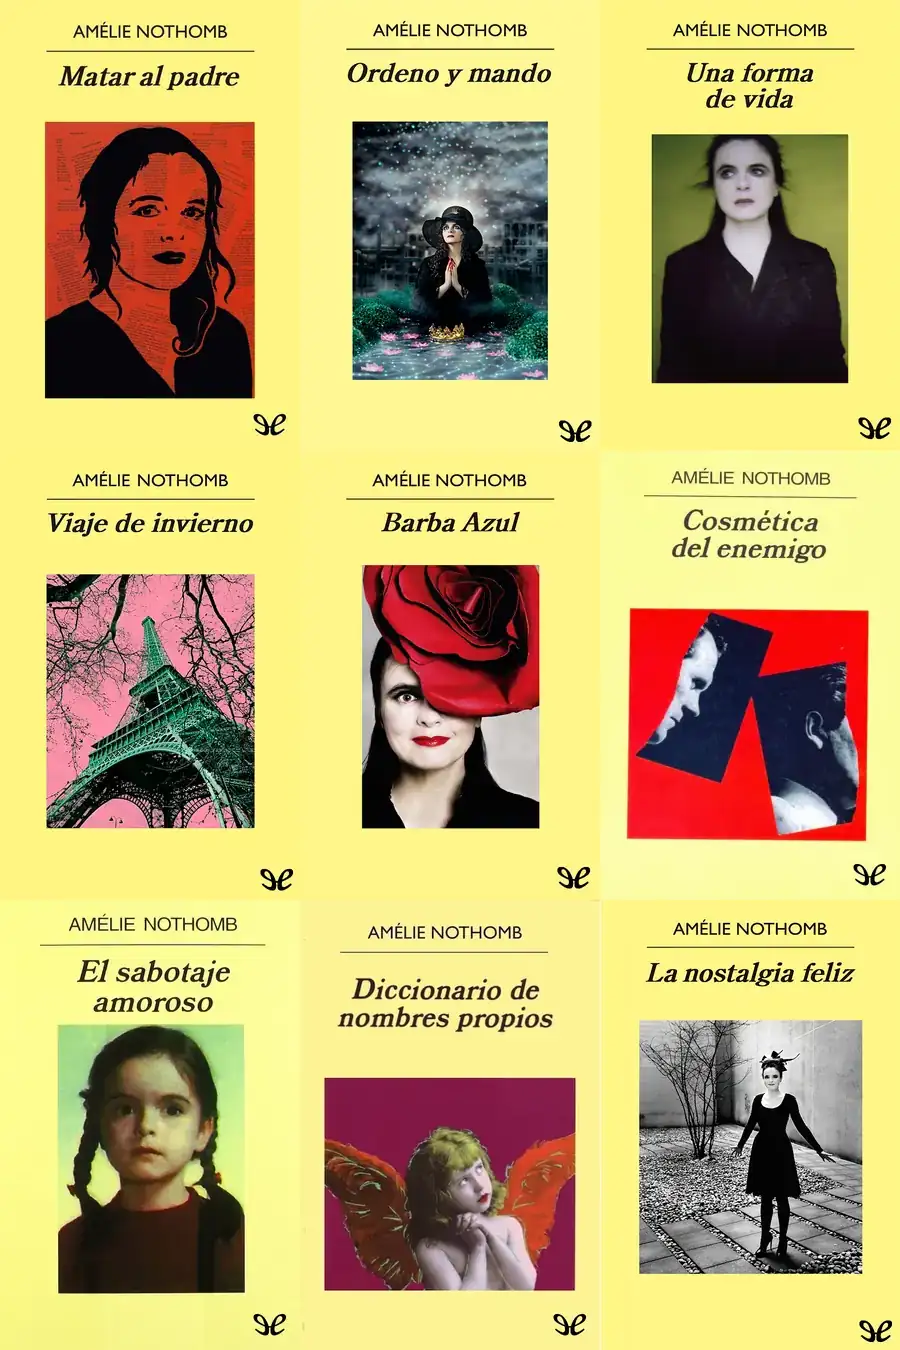 AMÉLIE NOTHOMB
Matar al padre
AMÉLIE NOTHOMB
Ordeno y mando
AMÉLIE NOTHOMB
Una forma
de vida
AMÉLIE NOTHOMB
Viaje de invierno
AMÉLIE NOTHOMB
Barba Azul
AMÉLIE NOTHOMB
Cosmética
del enemigo
AMÉLIE NOTHOMB
El sabotaje
amoroso
AMÉLIE NOTHOMB
Diccionario de
nombres propios
AMÉLIE NOTHOMB
La nostalgia feliz